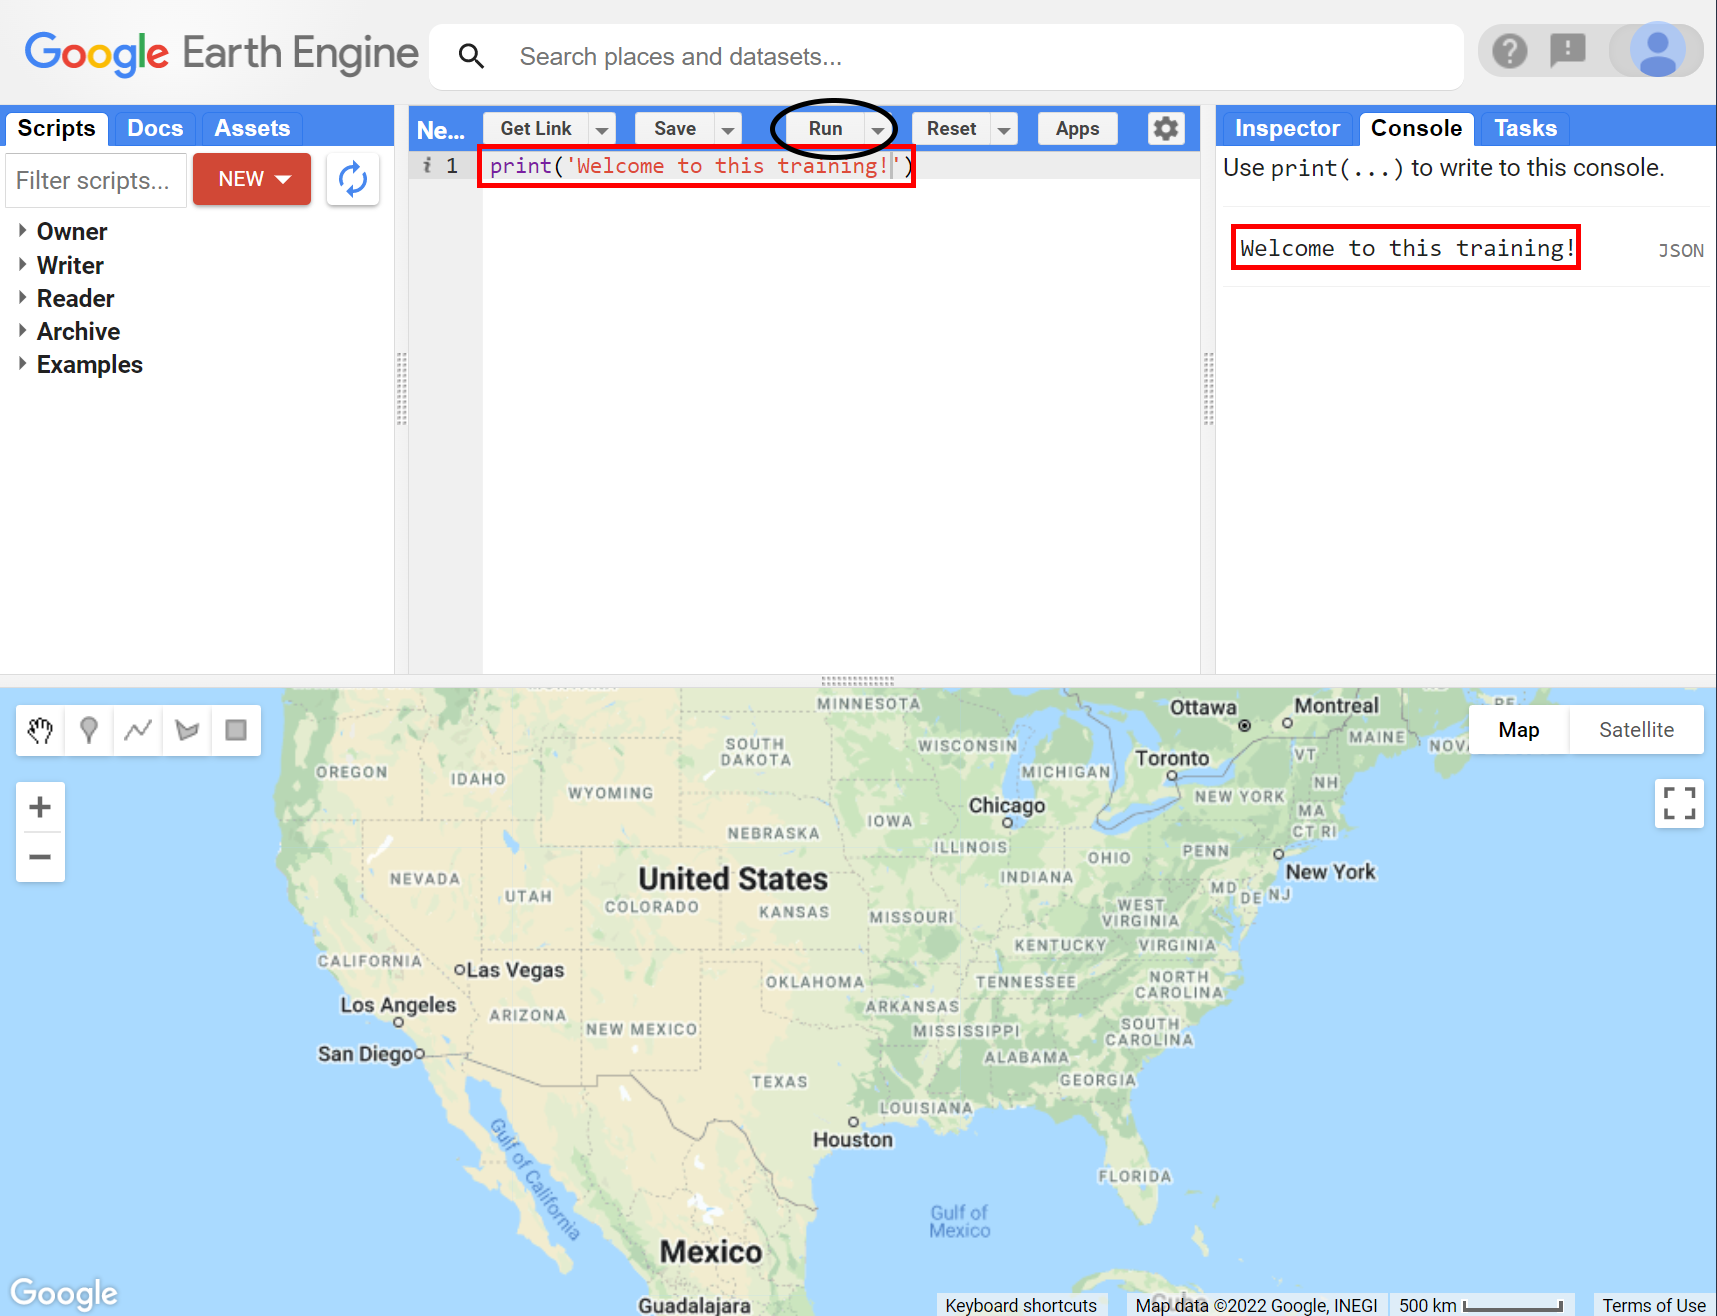 Google Earth Engine
Search places and datasets...
Scripts Docs Assets
Filter scripts...
NEW
Owner
Writer
Reader
Archive
Examples
Ne...
Get Link
Save
Run
Reset
Apps
i 1 print('Welcome to this training!')
Inspector Console Tasks
Use print(...) to write to this console.
Welcome to this training!
JSON
Map Satellite
MINNESOTA
Ottawa
Montreal
PE
SOUTH
DAKOTA
WISCONSIN
MAINE
NOVA
OREGON
IDAHO
MICHIGAN
Toronto
VT
NH
WYOMING
Chicago
NEW YORK
MA
IOWA
CT RI
NEBRASKA
ILLINOIS
OHIO
PENN
New York
NEVADA
United States
INDIANA
MD
DE
NJ
UTAH
COLORADO
KANSAS
MISSOURI
WEST
VIRGINIA
KENTUCKY
VIRGINIA
CALIFORNIA
Las Vegas
OKLAHOMA
TENNESSEE
NORTH
CAROLINA
Los Angeles
ARIZONA
NEW MEXICO
ARKANSAS
MISSISSIPPI
SOUTH
CAROLINA
San Diego
ALABAMA
TEXAS
GEORGIA
LOUISIANA
Houston
Gulf of California
FLORIDA
Gulf of
Mexico
Mexico
Guadalajara
Cuba
Google
Keyboard shortcuts
Map data ©2022 Google, INEGI
500 km
Terms of Use